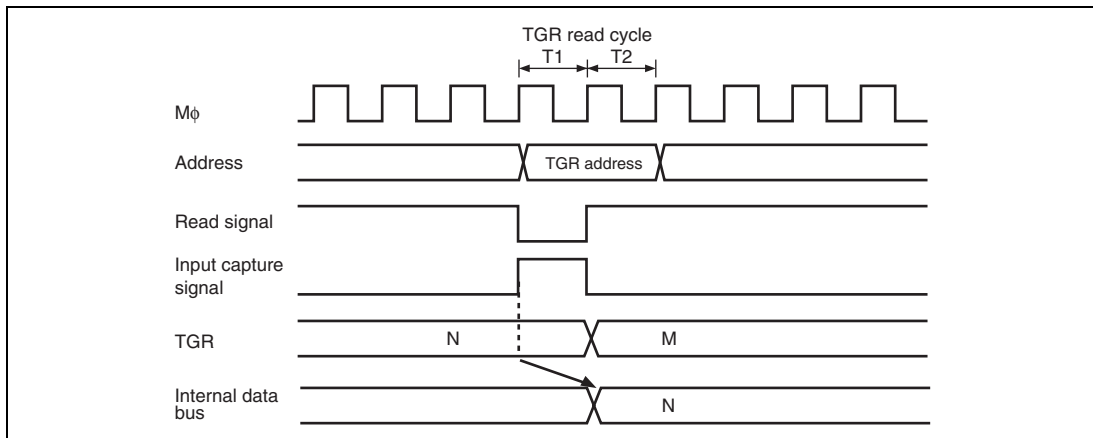 TGR read cycle
T1 T2
Mϕ
Address
TGR address
Read signal
Input capture
signal
TGR
N
M
Internal data
bus
N